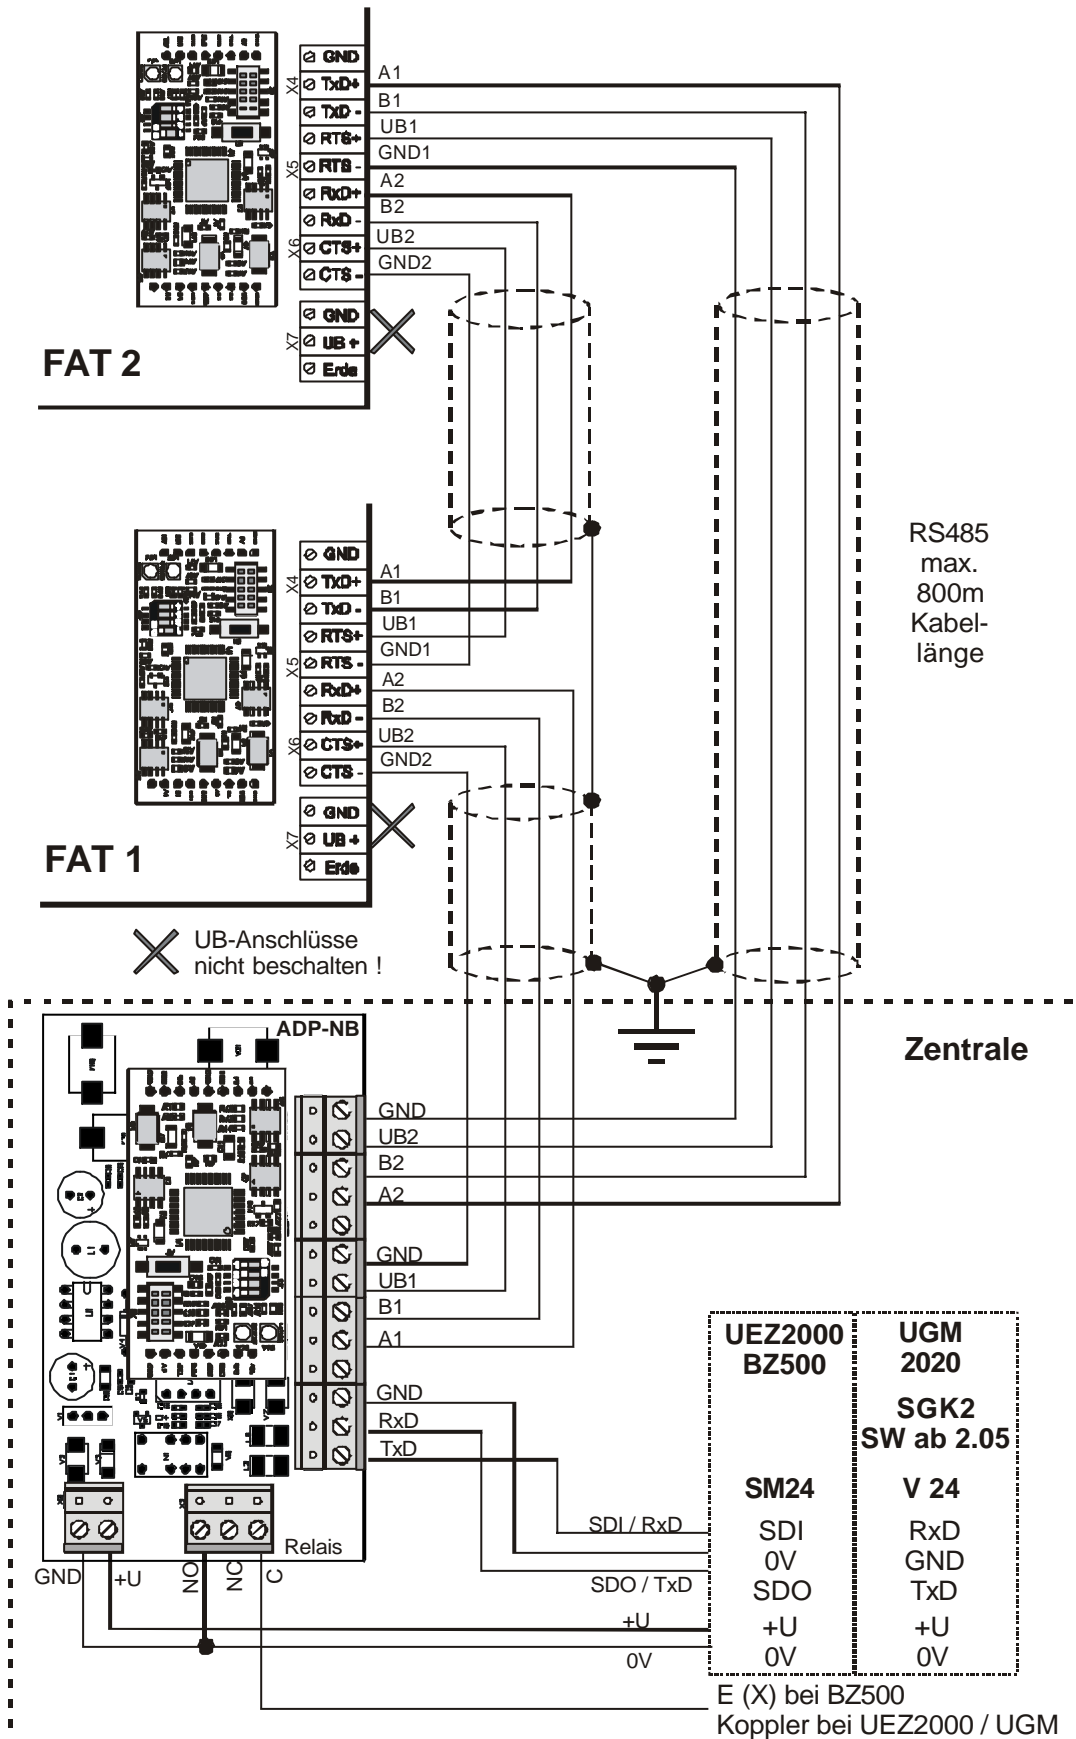 GND
X4
TxD+
A1
TxD -
B1
RTS+
UB1
X5
RTS -
GND1
RxD+
A2
RxD -
B2
X6
CTS+
UB2
CTS -
GND2
GND
X7
UB +
Erde
FAT 2
GND
X4
TxD+
A1
TxD -
B1
RTS+
UB1
X5
RTS -
GND1
RxD+
A2
RxD -
B2
X6
CTS+
UB2
CTS -
GND2
GND
X7
UB +
Erde
FAT 1
RS485
max.
800m
Kabel-
länge
UB-Anschlüsse
nicht beschalten !
ADP-NB
Zentrale
GND
UB2
B2
A2
GND
UB1
B1
A1
GND
RxD
TxD
L1
Relais
GND
+U
NO
NC
C
SDI / RxD
SDO / TxD
+U
0V
UEZ2000
BZ500
SM24
SDI
0V
SDO
+U
0V
UGM
2020
SGK2
SW ab 2.05
V 24
RxD
GND
TxD
+U
0V
E (X) bei BZ500
Koppler bei UEZ2000 / UGM